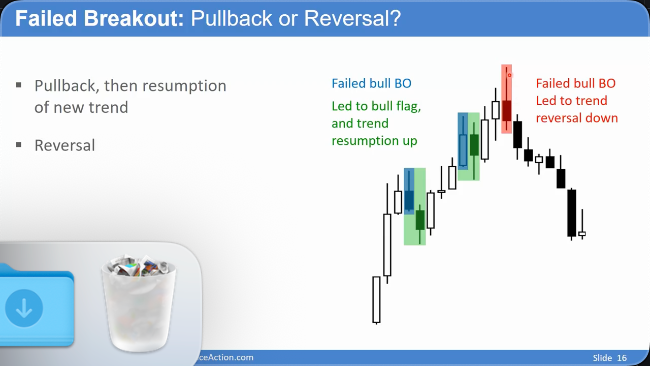 Failed Breakout: Pullback or Reversal?
Pullback, then resumption
of new trend
Reversal
Failed bull BO
Led to bull flag,
and trend
resumption up
Failed bull BO
Led to trend
reversal down
ceAction.com
Slide 16